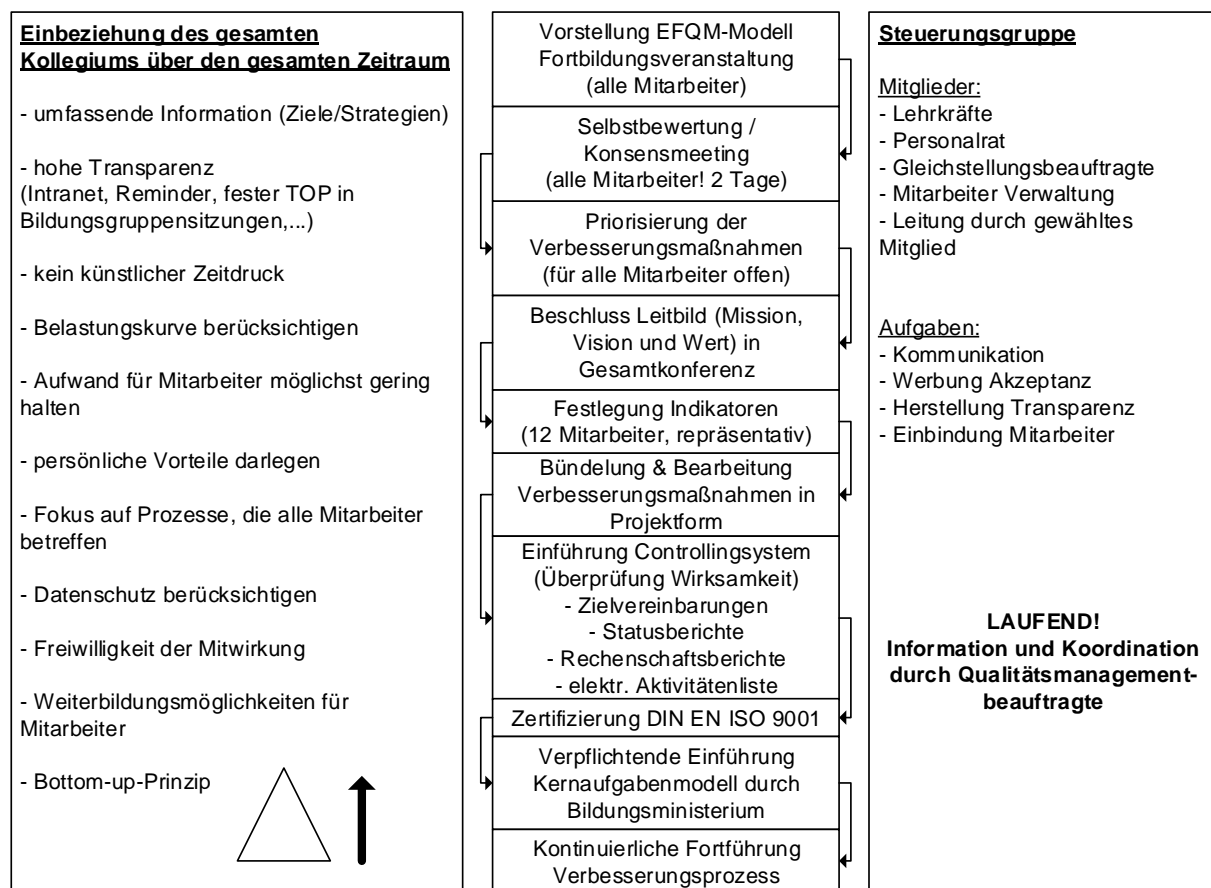 Einbeziehung des gesamten
Kollegiums über den gesamten Zeitraum
- umfassende Information (Ziele/Strategien)
- hohe Transparenz
(Intranet, Reminder, fester TOP in
Bildungsgruppensitzungen,...)
- kein künstlicher Zeitdruck
- Belastungskurve berücksichtigen
- Aufwand für Mitarbeiter möglichst gering
halten
- persönliche Vorteile darlegen
- Fokus auf Prozesse, die alle Mitarbeiter
betreffen
- Datenschutz berücksichtigen
- Freiwilligkeit der Mitwirkung
- Weiterbildungsmöglichkeiten für
Mitarbeiter
- Bottom-up-Prinzip
Vorstellung EFQM-Modell
Fortbildungsveranstaltung
(alle Mitarbeiter)
Selbstbewertung /
Konsensmeeting
(alle Mitarbeiter! 2 Tage)
Priorisierung der
Verbesserungsmaßnahmen
(für alle Mitarbeiter offen)
Beschluss Leitbild (Mission,
Vision und Wert) in
Gesamtkonferenz
Festlegung Indikatoren
(12 Mitarbeiter, repräsentativ)
Bündelung & Bearbeitung
Verbesserungsmaßnahmen in
Projektform
Einführung Controllingsystem
(Überprüfung Wirksamkeit)
- Zielvereinbarungen
- Statusberichte
- Rechenschaftsberichte
- elektr. Aktivitätenliste
Zertifizierung DIN EN ISO 9001
Verpflichtende Einführung
Kernaufgabenmodell durch
Bildungsministerium
Kontinuierliche Fortführung
Verbesserungsprozess
Steuerungsgruppe
Mitglieder:
- Lehrkräfte
- Personalrat
- Gleichstellungsbeauftragte
- Mitarbeiter Verwaltung
- Leitung durch gewähltes
Mitglied
Aufgaben:
- Kommunikation
- Werbung Akzeptanz
- Herstellung Transparenz
- Einbindung Mitarbeiter
LAUFEND!
Information und Koordination
durch Qualitätsmanagement-
beauftragte